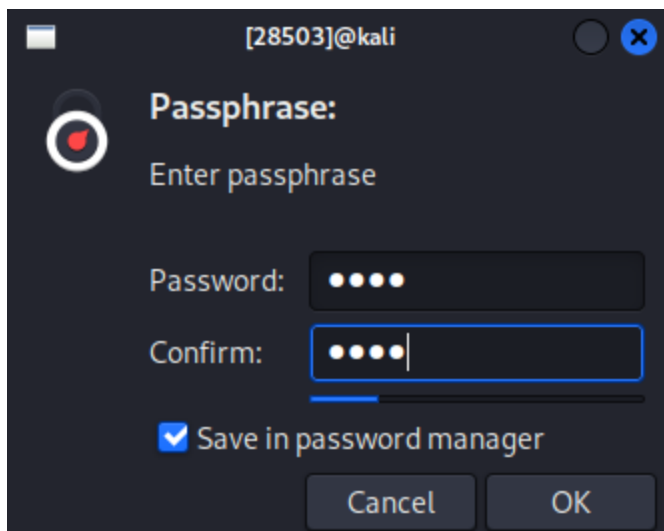 [28503]@kali
Passphrase:
Enter passphrase
Password: ●●●●
Confirm: ●●●●
Save in password manager
Cancel OK